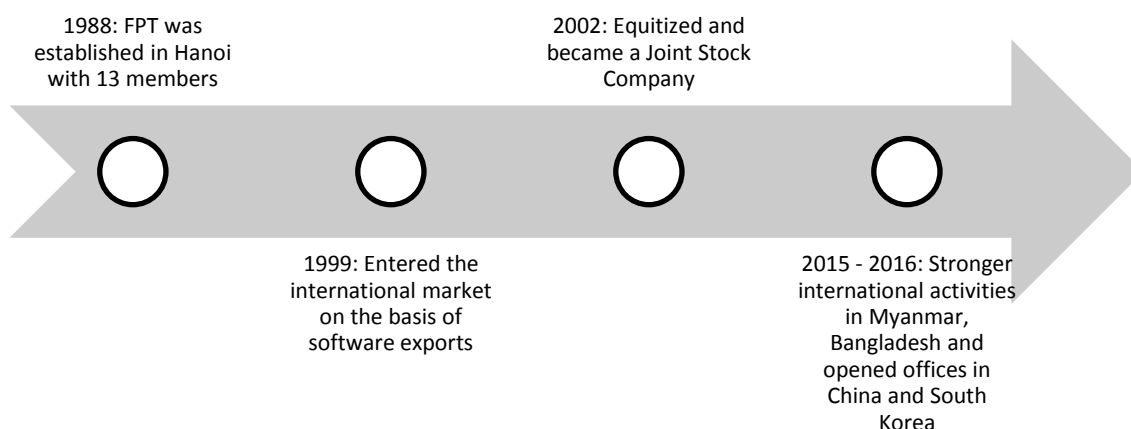 1988: FPT was
established in Hanoi
with 13 members
1999: Entered the
international market
on the basis of
software exports
2002: Equitized and
became a Joint Stock
Company
2015 - 2016: Stronger
international activities
in Myanmar,
Bangladesh and
opened offices in
China and South
Korea